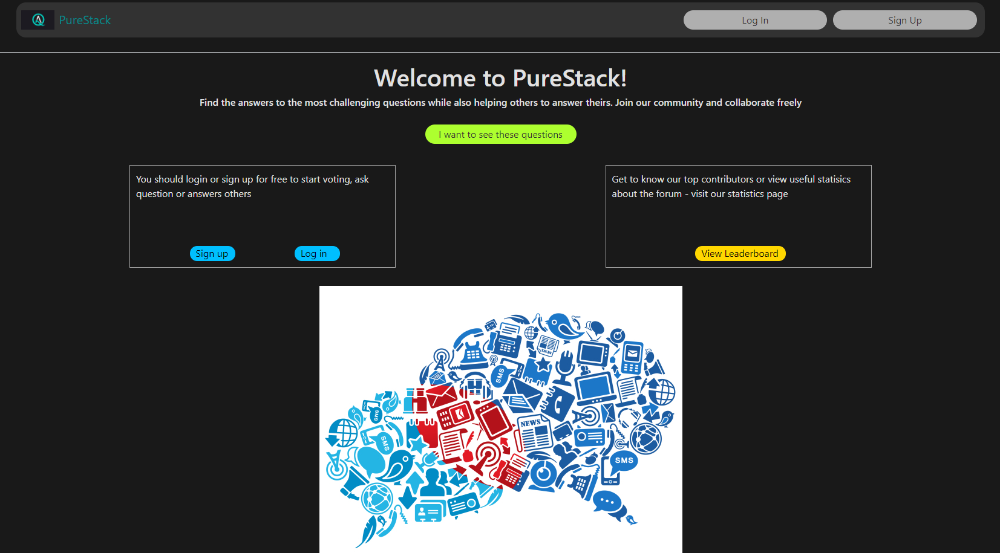 PureStack
Log In
Sign Up
Welcome to PureStack!
Find the answers to the most challenging questions while also helping others to answer theirs. Join our community and collaborate freely
I want to see these questions
You should login or sign up for free to start voting, ask
question or answers others
Sign up
Log in
Get to know our top contributors or view useful statisics
about the forum - visit our statistics page
View Leaderboard
NEWS
SMS
SMS
NEWS
SMS
SMS
SMS